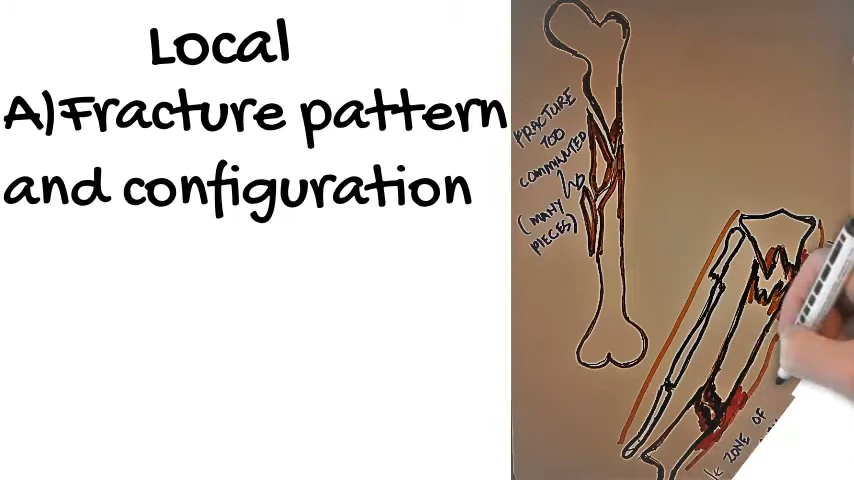 Local
A) Fracture pattern
and configuration
FRACTURE
TOO
COMMINUTED
(MANY
PIECES)
ZONE OF